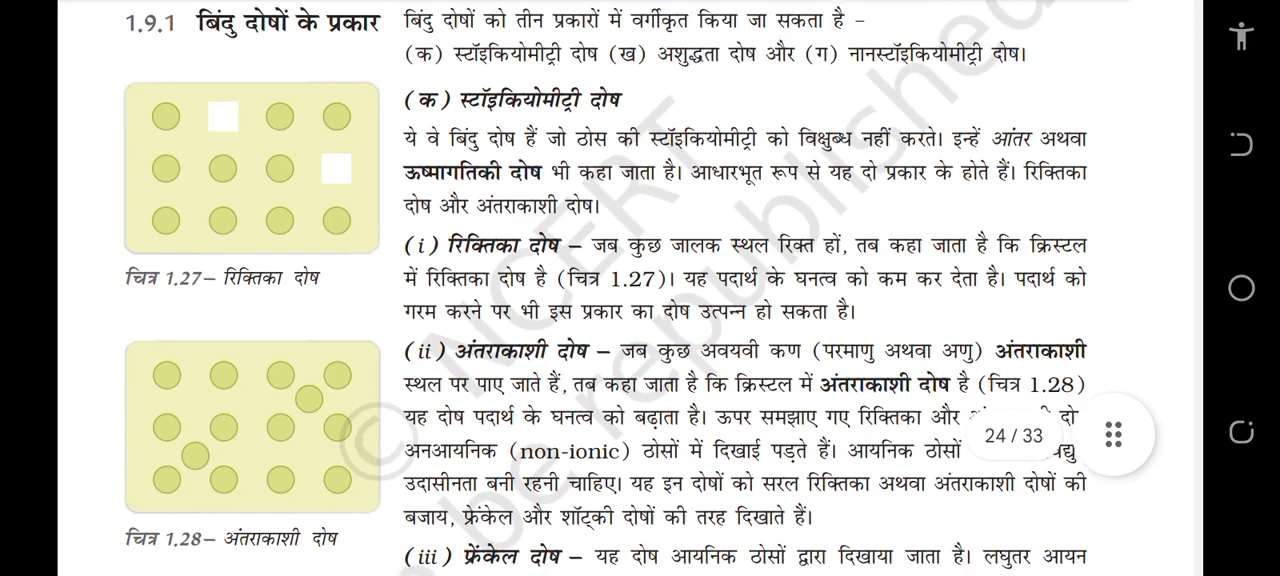 1.9.1 बिंदु दोषों के प्रकार
बिंदु दोषों को तीन प्रकारों में वर्गीकृत किया जा सकता है –
(क) स्टॉइकियोमीट्री दोष (ख) अशुद्धता दोष और (ग) नानस्टॉइकियोमीट्री दोष।
(क) स्टॉइकियोमीट्री दोष
ये वे बिंदु दोष हैं जो ठोस की स्टॉइकियोमीट्री को विक्षुब्ध नहीं करते। इन्हें आंतर अथवा
ऊष्मागतिकी दोष भी कहा जाता है। आधारभूत रूप से यह दो प्रकार के होते हैं। रिक्तिका
दोष और अंतराकाशी दोष।
(i) रिक्तिका दोष – जब कुछ जालक स्थल रिक्त हों, तब कहा जाता है कि क्रिस्टल
में रिक्तिका दोष है (चित्र 1.27)। यह पदार्थ के घनत्व को कम कर देता है। पदार्थ को
गरम करने पर भी इस प्रकार का दोष उत्पन्न हो सकता है।
चित्र 1.27– रिक्तिका दोष
(ii) अंतराकाशी दोष – जब कुछ अवयवी कण (परमाणु अथवा अणु) अंतराकाशी
स्थल पर पाए जाते हैं, तब कहा जाता है कि क्रिस्टल में अंतराकाशी दोष है (चित्र 1.28)
यह दोष पदार्थ के घनत्व को बढ़ाता है। ऊपर समझाए गए रिक्तिका और
अनआयनिक (non-ionic) ठोसों में दिखाई पड़ते हैं। आयनिक ठोसों
उदासीनता बनी रहनी चाहिए। यह इन दोषों को सरल रिक्तिका अथवा अंतराकाशी दोषों की
बजाय, फ्रेंकेल और शॉट्की दोषों की तरह दिखाते हैं।
चित्र 1.28– अंतराकाशी दोष
(iii) फ्रेंकेल दोष – यह दोष आयनिक ठोसों द्वारा दिखाया जाता है। लघुतर आयन
24 / 33
© NCERT
be republished